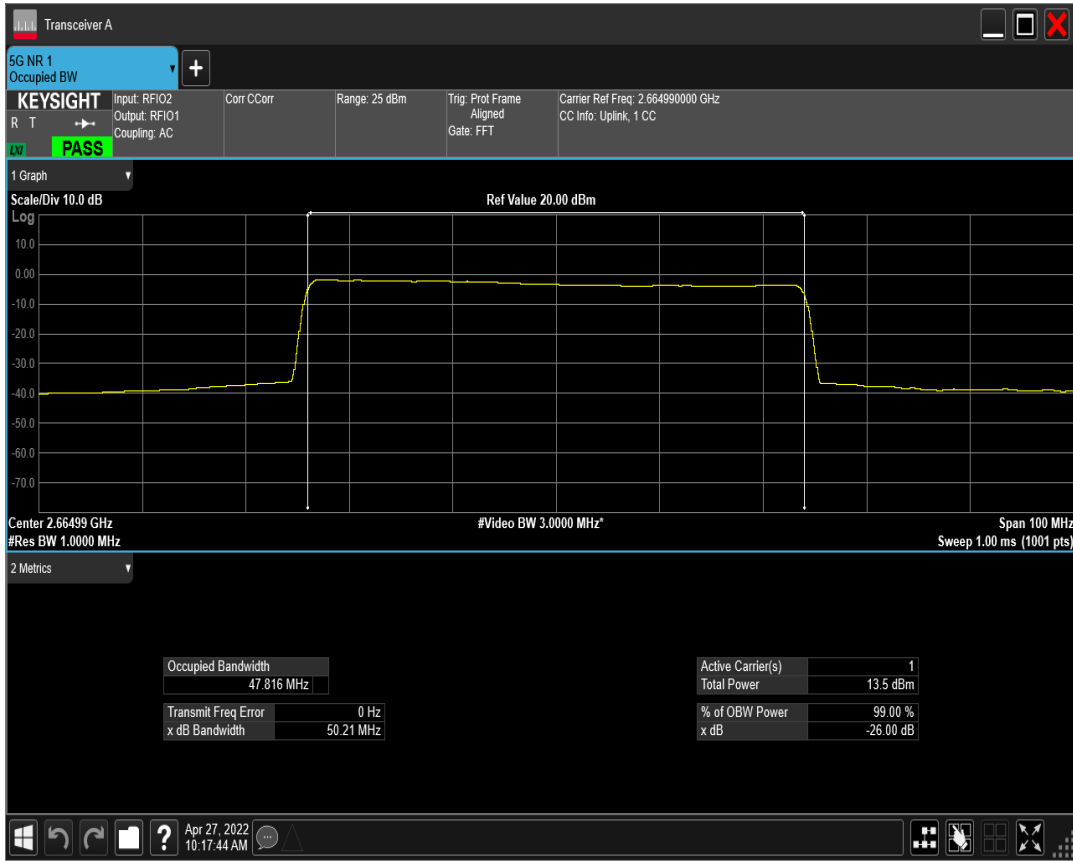 Transceiver A
5G NR 1
Occupied BW
KEYSIGHT
R T
LXI
PASS
Input: RFIO2
Output: RFIO1
Coupling: AC
Corr CCorr
Range: 25 dBm
Trig: Prot Frame
Aligned
Gate: FFT
Carrier Ref Freq: 2.664990000 GHz
CC Info: Uplink, 1 CC
1 Graph
Scale/Div 10.0 dB
Ref Value 20.00 dBm
Log
10.0
0.00
-10.0
-20.0
-30.0
-40.0
-50.0
-60.0
-70.0
Center 2.66499 GHz
#Video BW 3.0000 MHz*
Span 100 MHz
#Res BW 1.0000 MHz
Sweep 1.00 ms (1001 pts)
2 Metrics
Occupied Bandwidth
47.816 MHz
Transmit Freq Error 0 Hz
x dB Bandwidth 50.21 MHz
Active Carrier(s) 1
Total Power 13.5 dBm
% of OBW Power 99.00 %
x dB -26.00 dB
?
Apr 27, 2022
10:17:44 AM